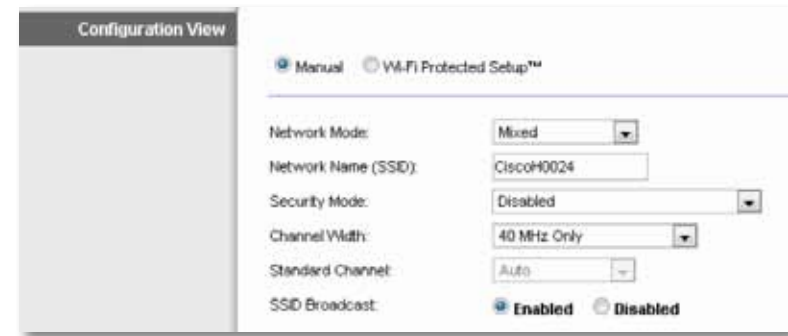 Configuration View
Manual Wi-Fi Protected Setup™
Network Mode: Mixed
Network Name (SSID): CiscoH0024
Security Mode: Disabled
Channel Width: 40 MHz Only
Standard Channel: Auto
SSID Broadcast: Enabled Disabled